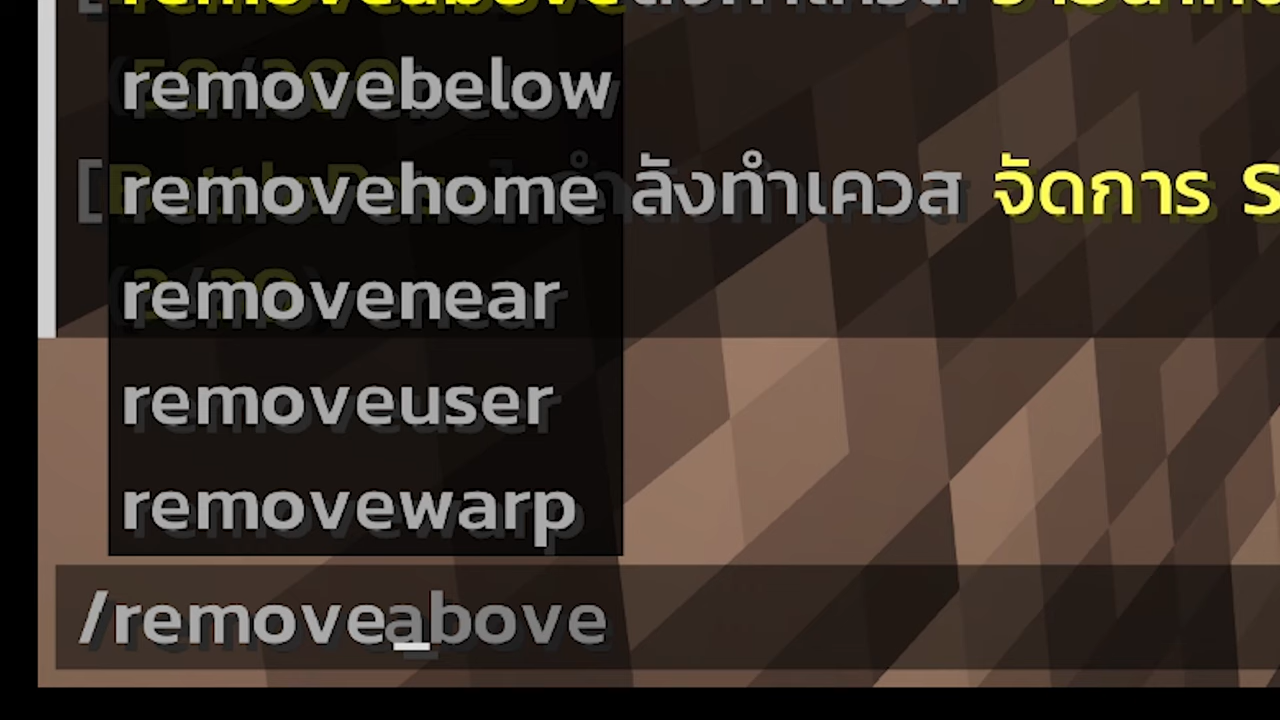 removeabove
removebelow
removehome ลังทำเควส จัดการ S
removenear
removeuser
removewarp
/removeabove